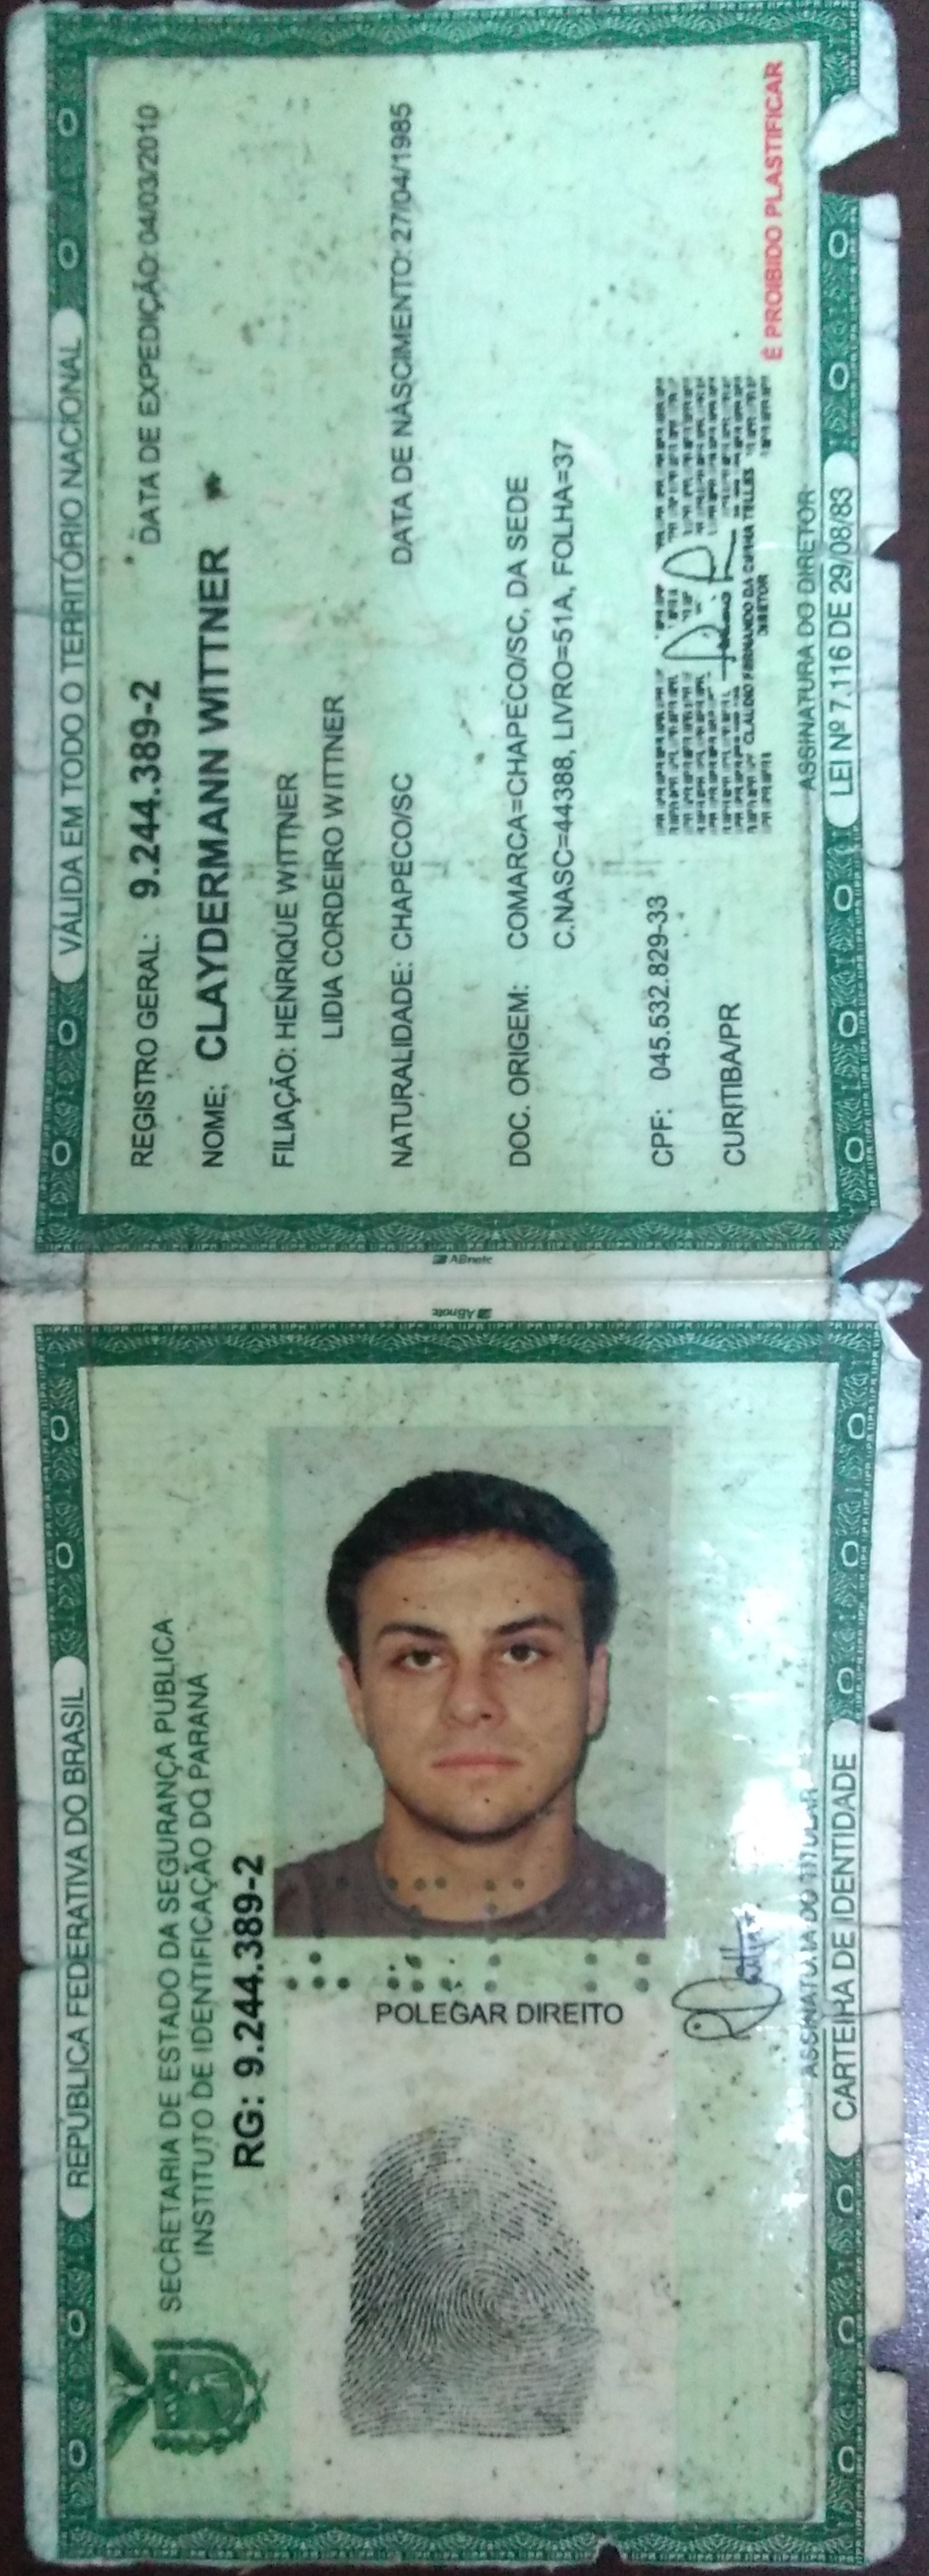 REPÚBLICA FEDERATIVA DO BRASIL
SECRETARIA DE ESTADO DA SEGURANÇA PÚBLICA
INSTITUTO DE IDENTIFICAÇÃO DO PARANÁ
RG: 9.244.389-2
POLEGAR DIREITO
ASSINATURA DO TITULAR
CARTEIRA DE IDENTIDADE
VÁLIDA EM TODO O TERRITÓRIO NACIONAL
REGISTRO GERAL: 9.244.389-2 DATA DE EXPEDIÇÃO: 04/03/2010
NOME: CLAYDERMANN WITTNER
FILIAÇÃO: HENRIQUE WITTNER
LIDIA CORDEIRO WITTNER
NATURALIDADE: CHAPECO/SC DATA DE NASCIMENTO: 27/04/1985
DOC. ORIGEM: COMARCA=CHAPECO/SC, DA SEDE
C.NASC=44388, LIVRO=51A, FOLHA=37
CPF: 045.532.829-33
CURITIBA/PR
CLAUDIO FERNANDO DA CUNHA TELLES
DIRETOR
É PROIBIDO PLASTIFICAR
ASSINATURA DO DIRETOR
LEI Nº 7.116 DE 29/08/83